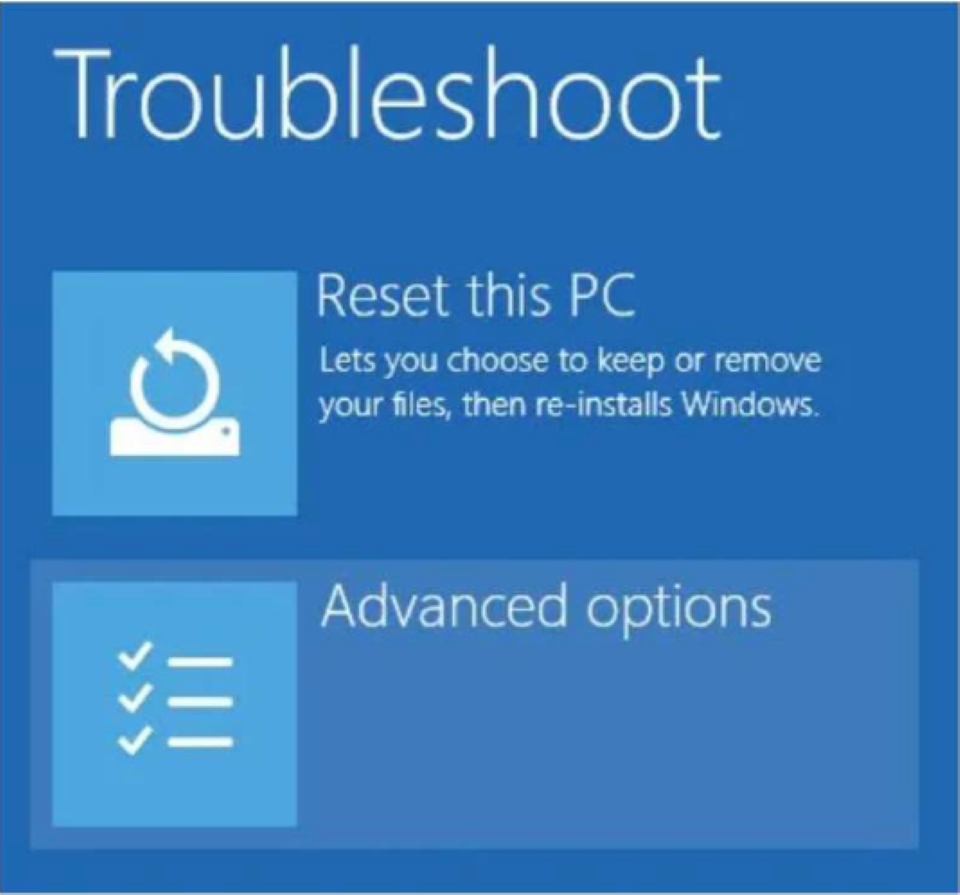 Troubleshoot
Reset this PC
Lets you choose to keep or remove
your files, then re-installs Windows.
Advanced options